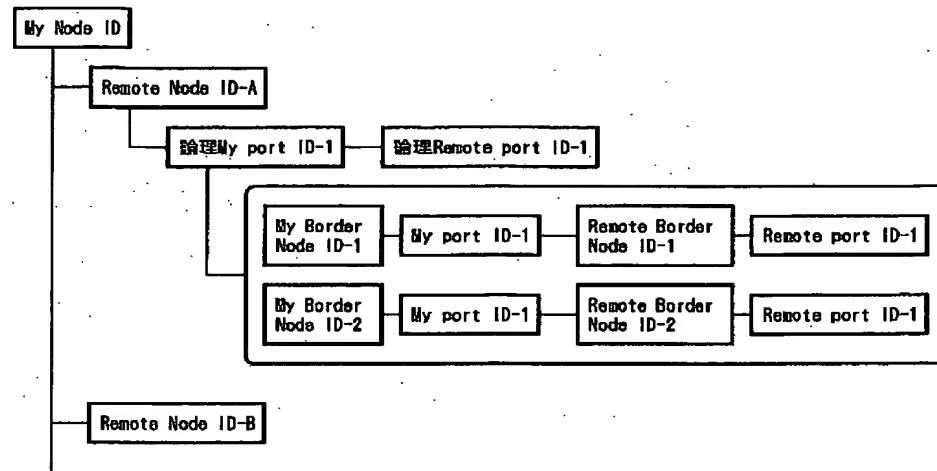 My Node ID
Remote Node ID-A
論理My port ID-1
論理Remote port ID-1
My Border
Node ID-1
My port ID-1
Remote Border
Node ID-1
Remote port ID-1
My Border
Node ID-2
My port ID-1
Remote Border
Node ID-2
Remote port ID-1
Remote Node ID-B